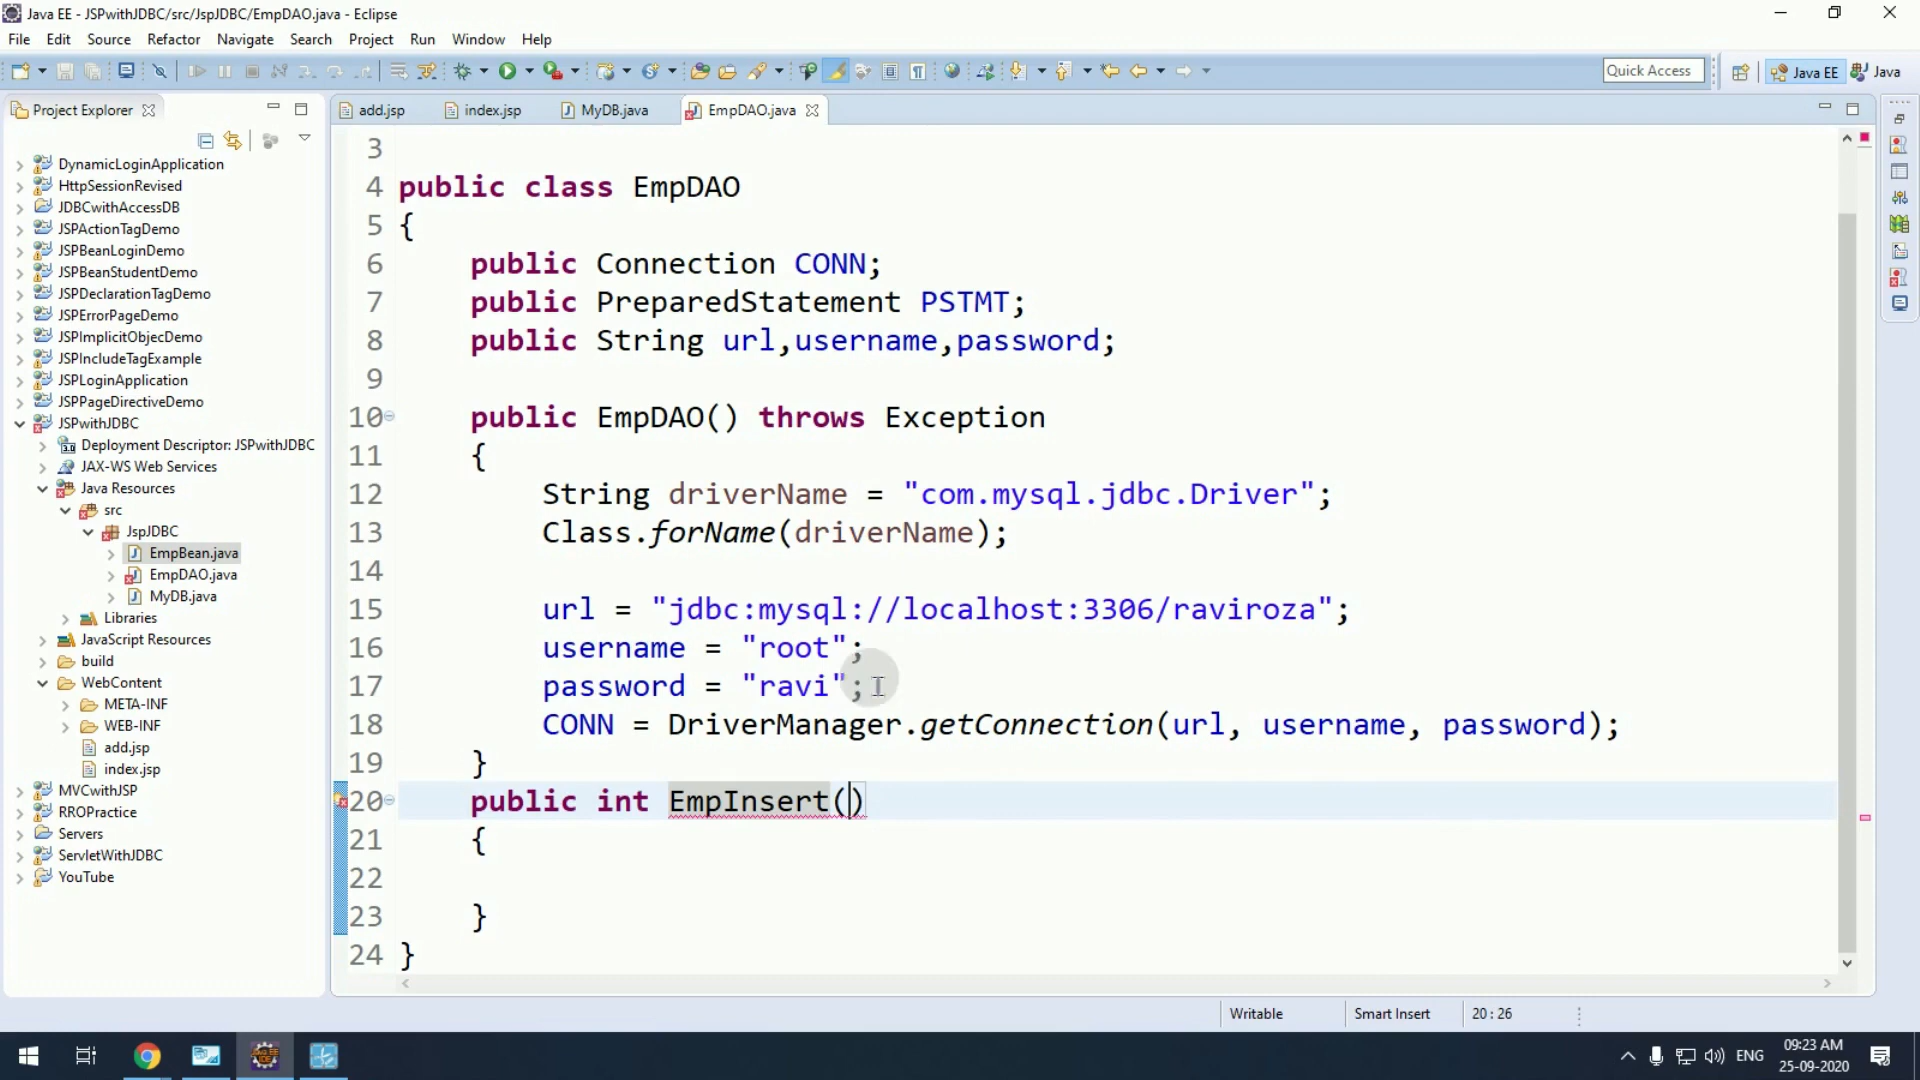 Java EE - JSPwithJDBC/src/JspJDBC/EmpDAO.java - Eclipse
File Edit Source Refactor Navigate Search Project Run Window Help
Quick Access
Java EE
Java
Project Explorer
add.jsp
index.jsp
MyDB.java
EmpDAO.java
DynamicLoginApplication
HttpSessionRevised
JDBCwithAccessDB
JSPActionTagDemo
JSPBeanLoginDemo
JSPBeanStudentDemo
JSPDeclarationTagDemo
JSPErrorPageDemo
JSPImplicitObjecDemo
JSPIncludeTagExample
JSPLoginApplication
JSPPageDirectiveDemo
JSPwithJDBC
Deployment Descriptor: JSPwithJDBC
JAX-WS Web Services
Java Resources
src
JspJDBC
EmpBean.java
EmpDAO.java
MyDB.java
Libraries
JavaScript Resources
build
WebContent
META-INF
WEB-INF
add.jsp
index.jsp
MVCwithJSP
RROPractice
Servers
ServletWithJDBC
YouTube
3
4 public class EmpDAO
5 {
6 public Connection CONN;
7 public PreparedStatement PSTMT;
8 public String url,username,password;
9
10 public EmpDAO() throws Exception
11 {
12 String driverName = "com.mysql.jdbc.Driver";
13 Class.forName(driverName);
14
15 url = "jdbc:mysql://localhost:3306/raviroza";
16 username = "root";
17 password = "ravi";
18 CONN = DriverManager.getConnection(url, username, password);
19 }
20 public int EmpInsert()
21 {
22
23 }
24 }
Writable
Smart Insert
20 : 26
ENG
09:23 AM
25-09-2020